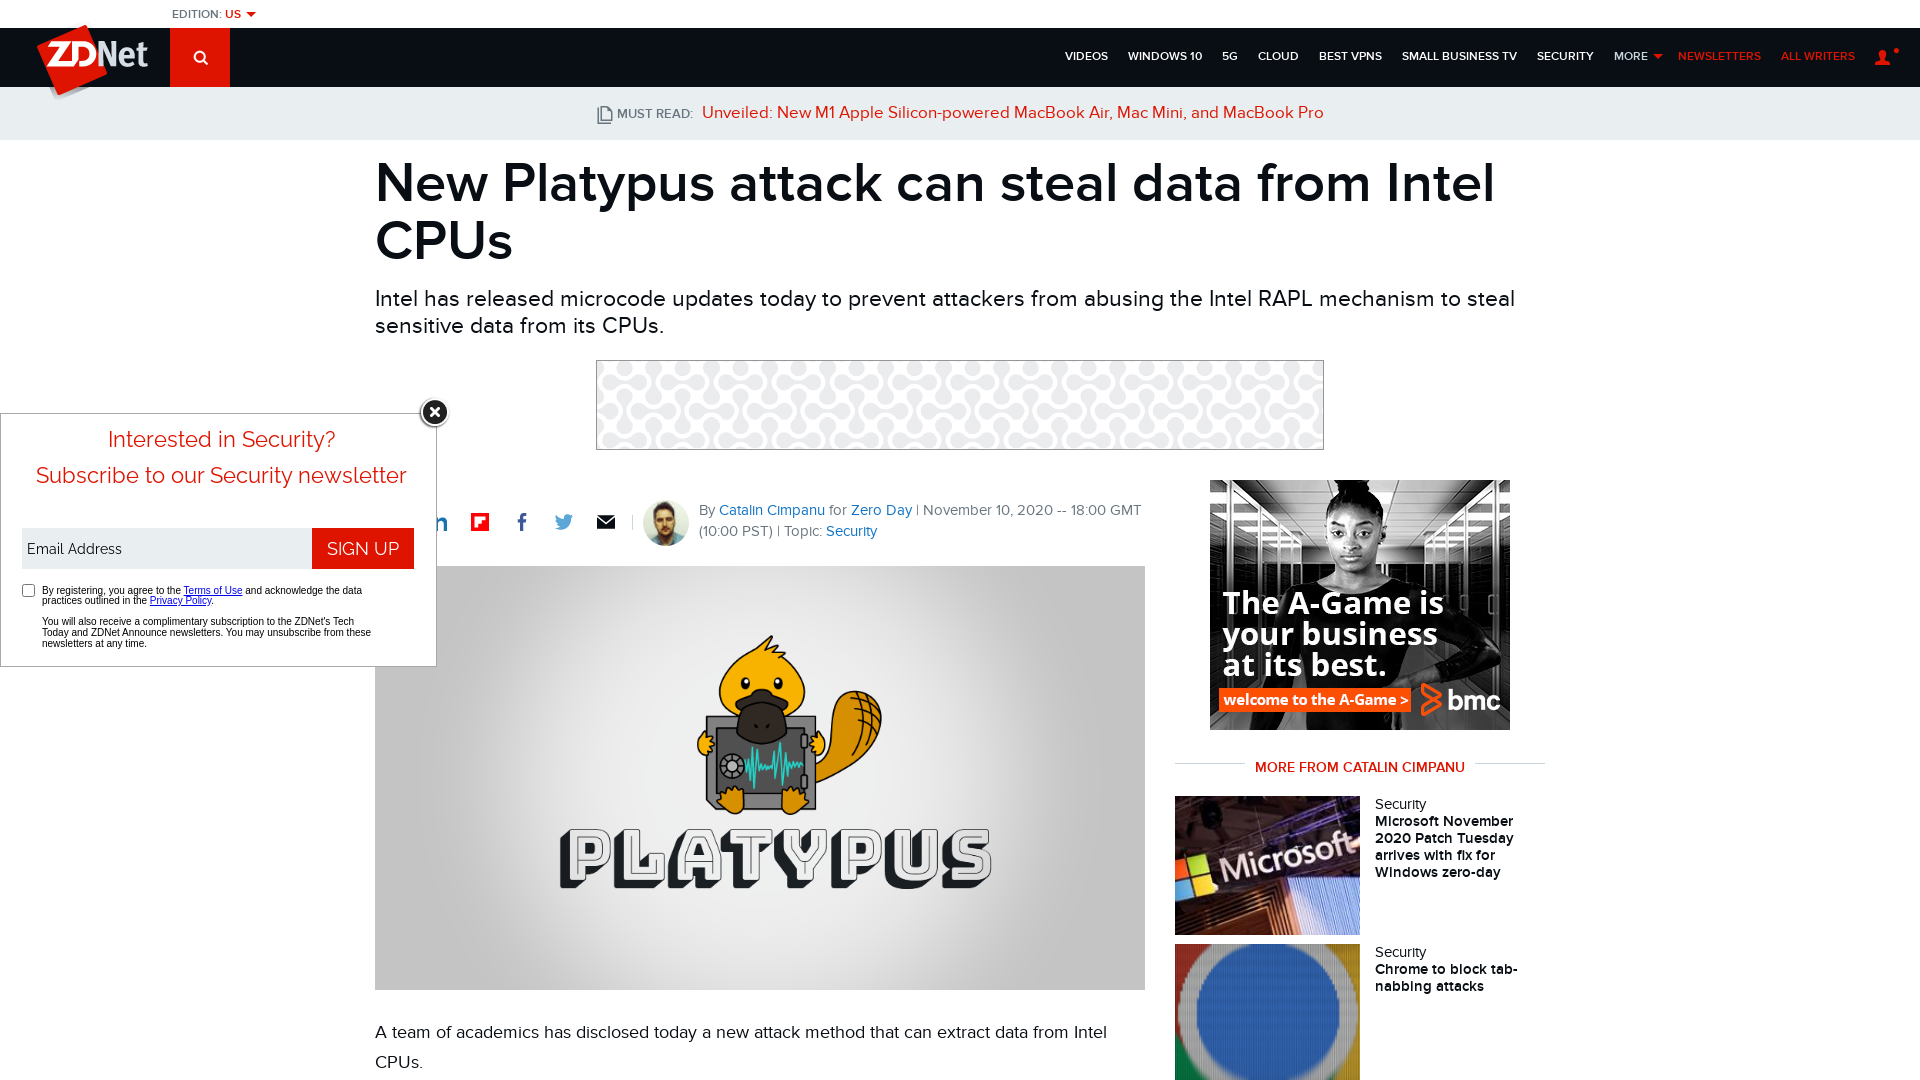 EDITION: US
ZDNet
VIDEOS WINDOWS 10 5G CLOUD BEST VPNS SMALL BUSINESS TV SECURITY MORE NEWSLETTERS ALL WRITERS
MUST READ: Unveiled: New M1 Apple Silicon-powered MacBook Air, Mac Mini, and MacBook Pro
New Platypus attack can steal data from Intel
CPUs
Intel has released microcode updates today to prevent attackers from abusing the Intel RAPL mechanism to steal
sensitive data from its CPUs.
Interested in Security?
Subscribe to our Security newsletter
Email Address
SIGN UP
By registering, you agree to the Terms of Use and acknowledge the data
practices outlined in the Privacy Policy.
You will also receive a complimentary subscription to the ZDNet's Tech
Today and ZDNet Announce newsletters. You may unsubscribe from these
newsletters at any time.
By Catalin Cimpanu for Zero Day | November 10, 2020 -- 18:00 GMT
(10:00 PST) | Topic: Security
PLATYPUS
A team of academics has disclosed today a new attack method that can extract data from Intel
CPUs.
The A-Game is
your business
at its best.
welcome to the A-Game >
bmc
MORE FROM CATALIN CIMPANU
Microsoft
Security
Microsoft November
2020 Patch Tuesday
arrives with fix for
Windows zero-day
Security
Chrome to block tab-
nabbing attacks